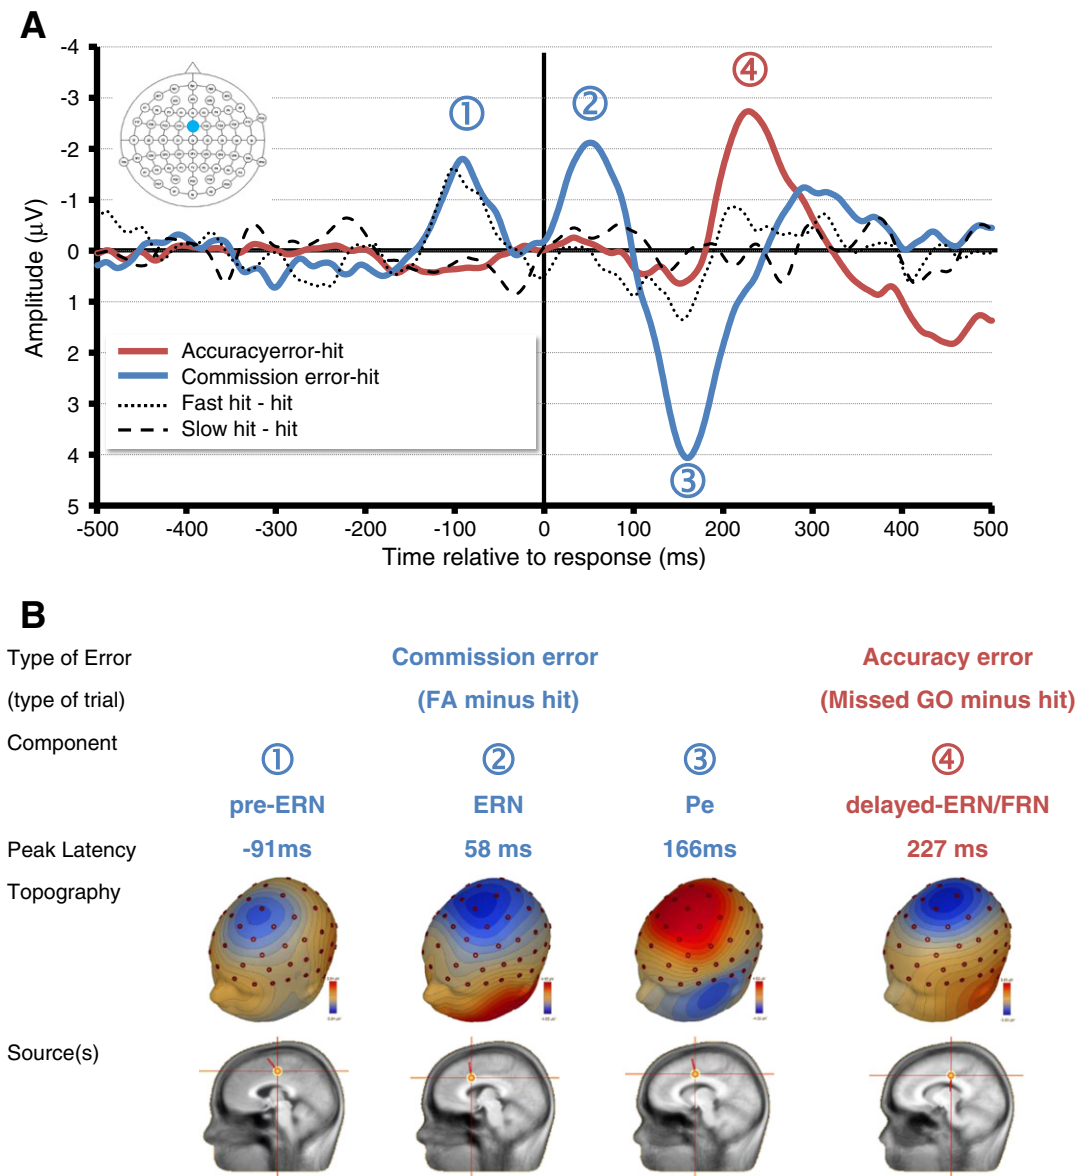 A
-4
-3
-2
-1
0
1
2
3
4
5
Amplitude (µV)
① ② ④
③
Accuracyerror-hit
Commission error-hit
Fast hit - hit
Slow hit - hit
-500 -400 -300 -200 -100 0 100 200 300 400 500
Time relative to response (ms)
B
Type of Error Commission error Accuracy error
(type of trial) (FA minus hit) (Missed GO minus hit)
Component
① ② ③ ④
pre-ERN ERN Pe delayed-ERN/FRN
Peak Latency -91ms 58 ms 166ms 227 ms
Topography
Source(s)